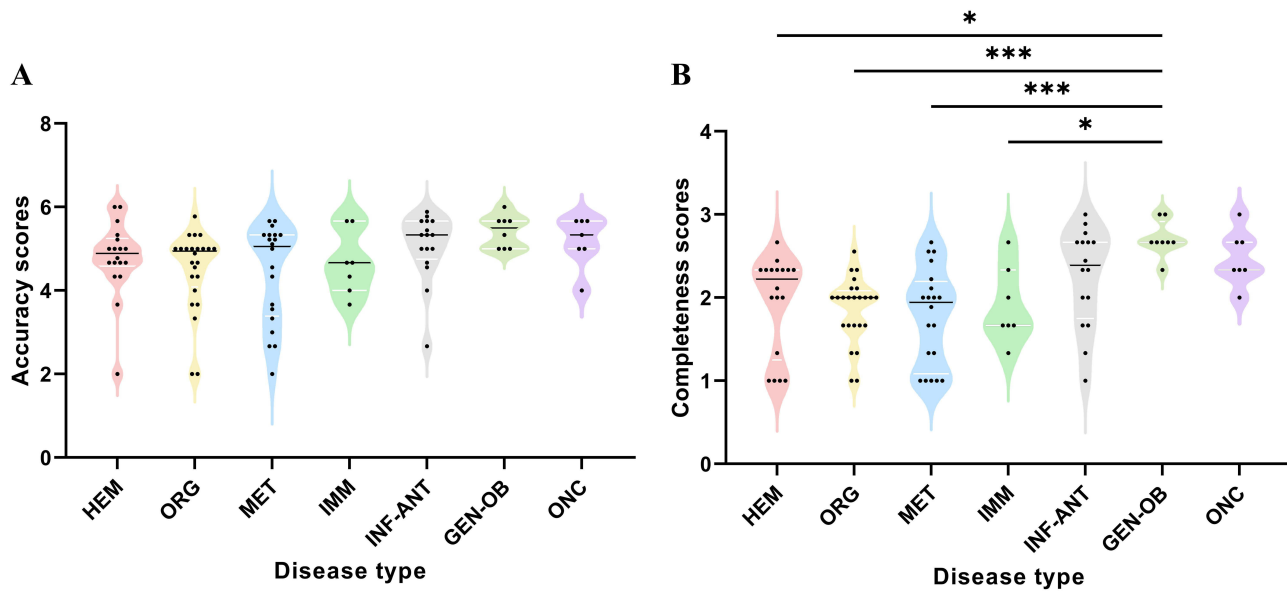 A
Accuracy scores
8
6
4
2
0
HEM
ORG
MET
IMM
INF-ANT
GEN-OB
ONC
Disease type
B
*
***
***
*
Completeness scores
4
3
2
1
0
HEM
ORG
MET
IMM
INF-ANT
GEN-OB
ONC
Disease type